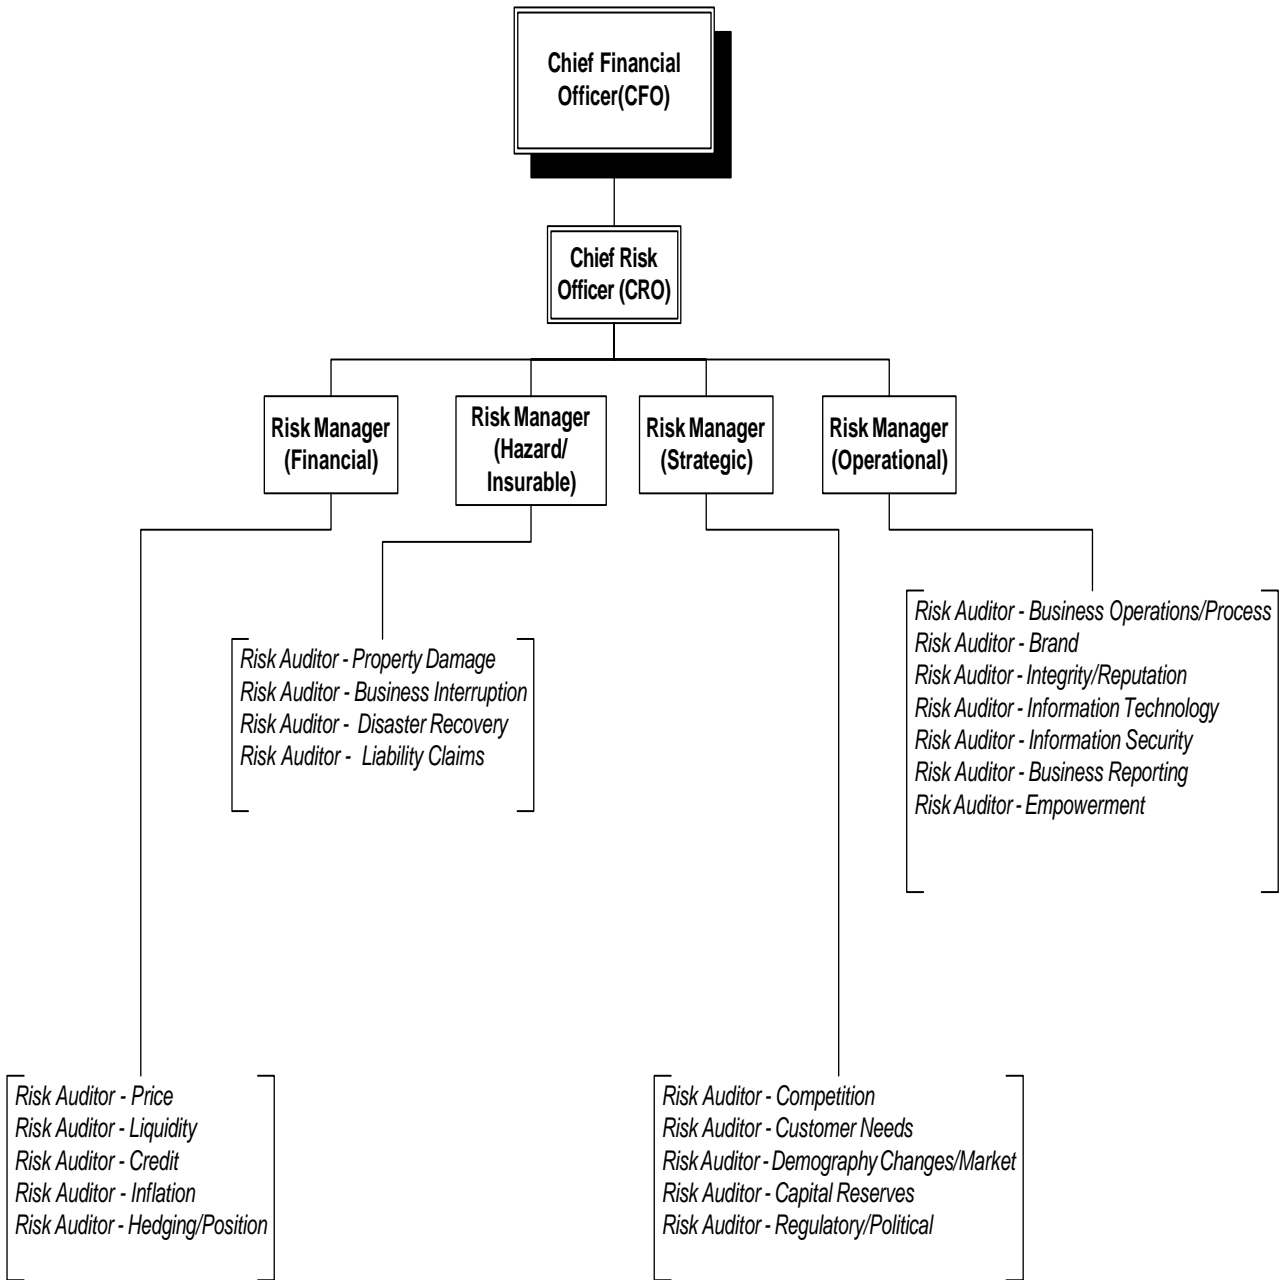 Chief Financial
Officer(CFO)
Chief Risk
Officer (CRO)
Risk Manager
(Financial)
Risk Manager
(Hazard/
Insurable)
Risk Manager
(Strategic)
Risk Manager
(Operational)
Risk Auditor - Business Operations/Process
Risk Auditor - Brand
Risk Auditor - Integrity/Reputation
Risk Auditor - Information Technology
Risk Auditor - Information Security
Risk Auditor - Business Reporting
Risk Auditor - Empowerment
Risk Auditor - Property Damage
Risk Auditor - Business Interruption
Risk Auditor -  Disaster Recovery
Risk Auditor -  Liability Claims
Risk Auditor - Price
Risk Auditor - Liquidity
Risk Auditor - Credit
Risk Auditor - Inflation
Risk Auditor - Hedging/Position
Risk Auditor - Competition
Risk Auditor - Customer Needs
Risk Auditor - Demography Changes/Market
Risk Auditor - Capital Reserves
Risk Auditor - Regulatory/Political